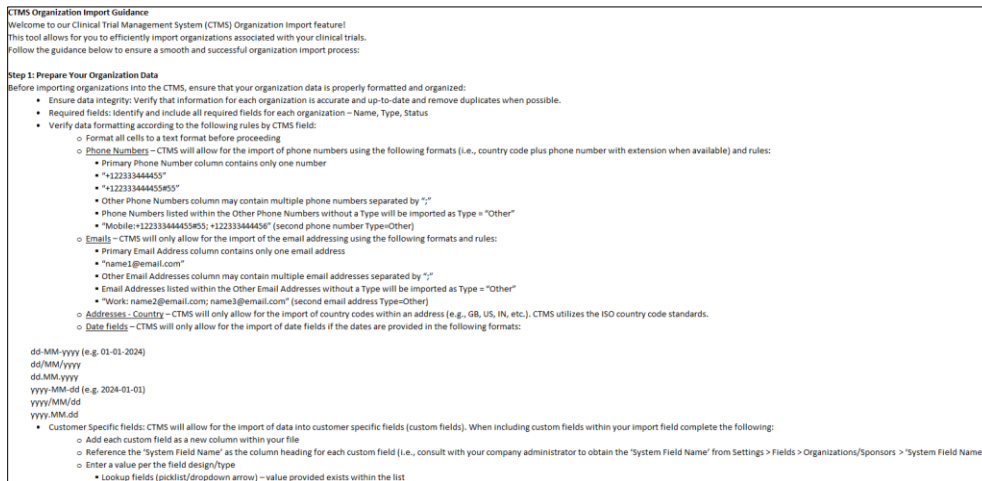 CTMS Organization Import Guidance
Welcome to our Clinical Trial Management System (CTMS) Organization Import feature!
This tool allows for you to efficiently import organizations associated with your clinical trials.
Follow the guidance below to ensure a smooth and successful organization import process:
Step 1: Prepare Your Organization Data
Before importing organizations into the CTMS, ensure that your organization data is properly formatted and organized:
• Ensure data integrity: Verify that information for each organization is accurate and up-to-date and remove duplicates when possible.
• Required fields: Identify and include all required fields for each organization – Name, Type, Status
• Verify data formatting according to the following rules by CTMS field:
o Format all cells to a text format before proceeding
o Phone Numbers – CTMS will allow for the import of phone numbers using the following formats (i.e., country code plus phone number with extension when available) and rules:
▪ Primary Phone Number column contains only one number
▪ "+122333444455"
▪ "+122333444455#55"
▪ Other Phone Numbers column may contain multiple phone numbers separated by ";"
▪ Phone Numbers listed within the Other Phone Numbers without a Type will be imported as Type = "Other"
▪ "Mobile:+122333444455#55; +122333444456" (second phone number Type=Other)
o Emails – CTMS will only allow for the import of the email addressing using the following formats and rules:
▪ Primary Email Address column contains only one email address
▪ "name1@email.com"
▪ Other Email Addresses column may contain multiple email addresses separated by ";"
▪ Email Addresses listed within the Other Email Addresses without a Type will be imported as Type = "Other"
▪ "Work: name2@email.com; name3@email.com" (second email address Type=Other)
o Addresses - Country – CTMS will only allow for the import of country codes within an address (e.g., GB, US, IN, etc.). CTMS utilizes the ISO country code standards.
o Date fields – CTMS will only allow for the import of date fields if the dates are provided in the following formats:
dd-MM-yyyy (e.g. 01-01-2024)
dd/MM/yyyy
dd.MM.yyyy
yyyy-MM-dd (e.g. 2024-01-01)
yyyy/MM/dd
yyyy.MM.dd
• Customer Specific fields: CTMS will allow for the import of data into customer specific fields (custom fields). When including custom fields within your import field complete the following:
o Add each custom field as a new column within your file
o Reference the 'System Field Name' as the column heading for each custom field (i.e., consult with your company administrator to obtain the 'System Field Name' from Settings > Fields > Organizations/Sponsors > 'System Field Name
o Enter a value per the field design/type
▪ Lookup fields (picklist/dropdown arrow) – value provided exists within the list